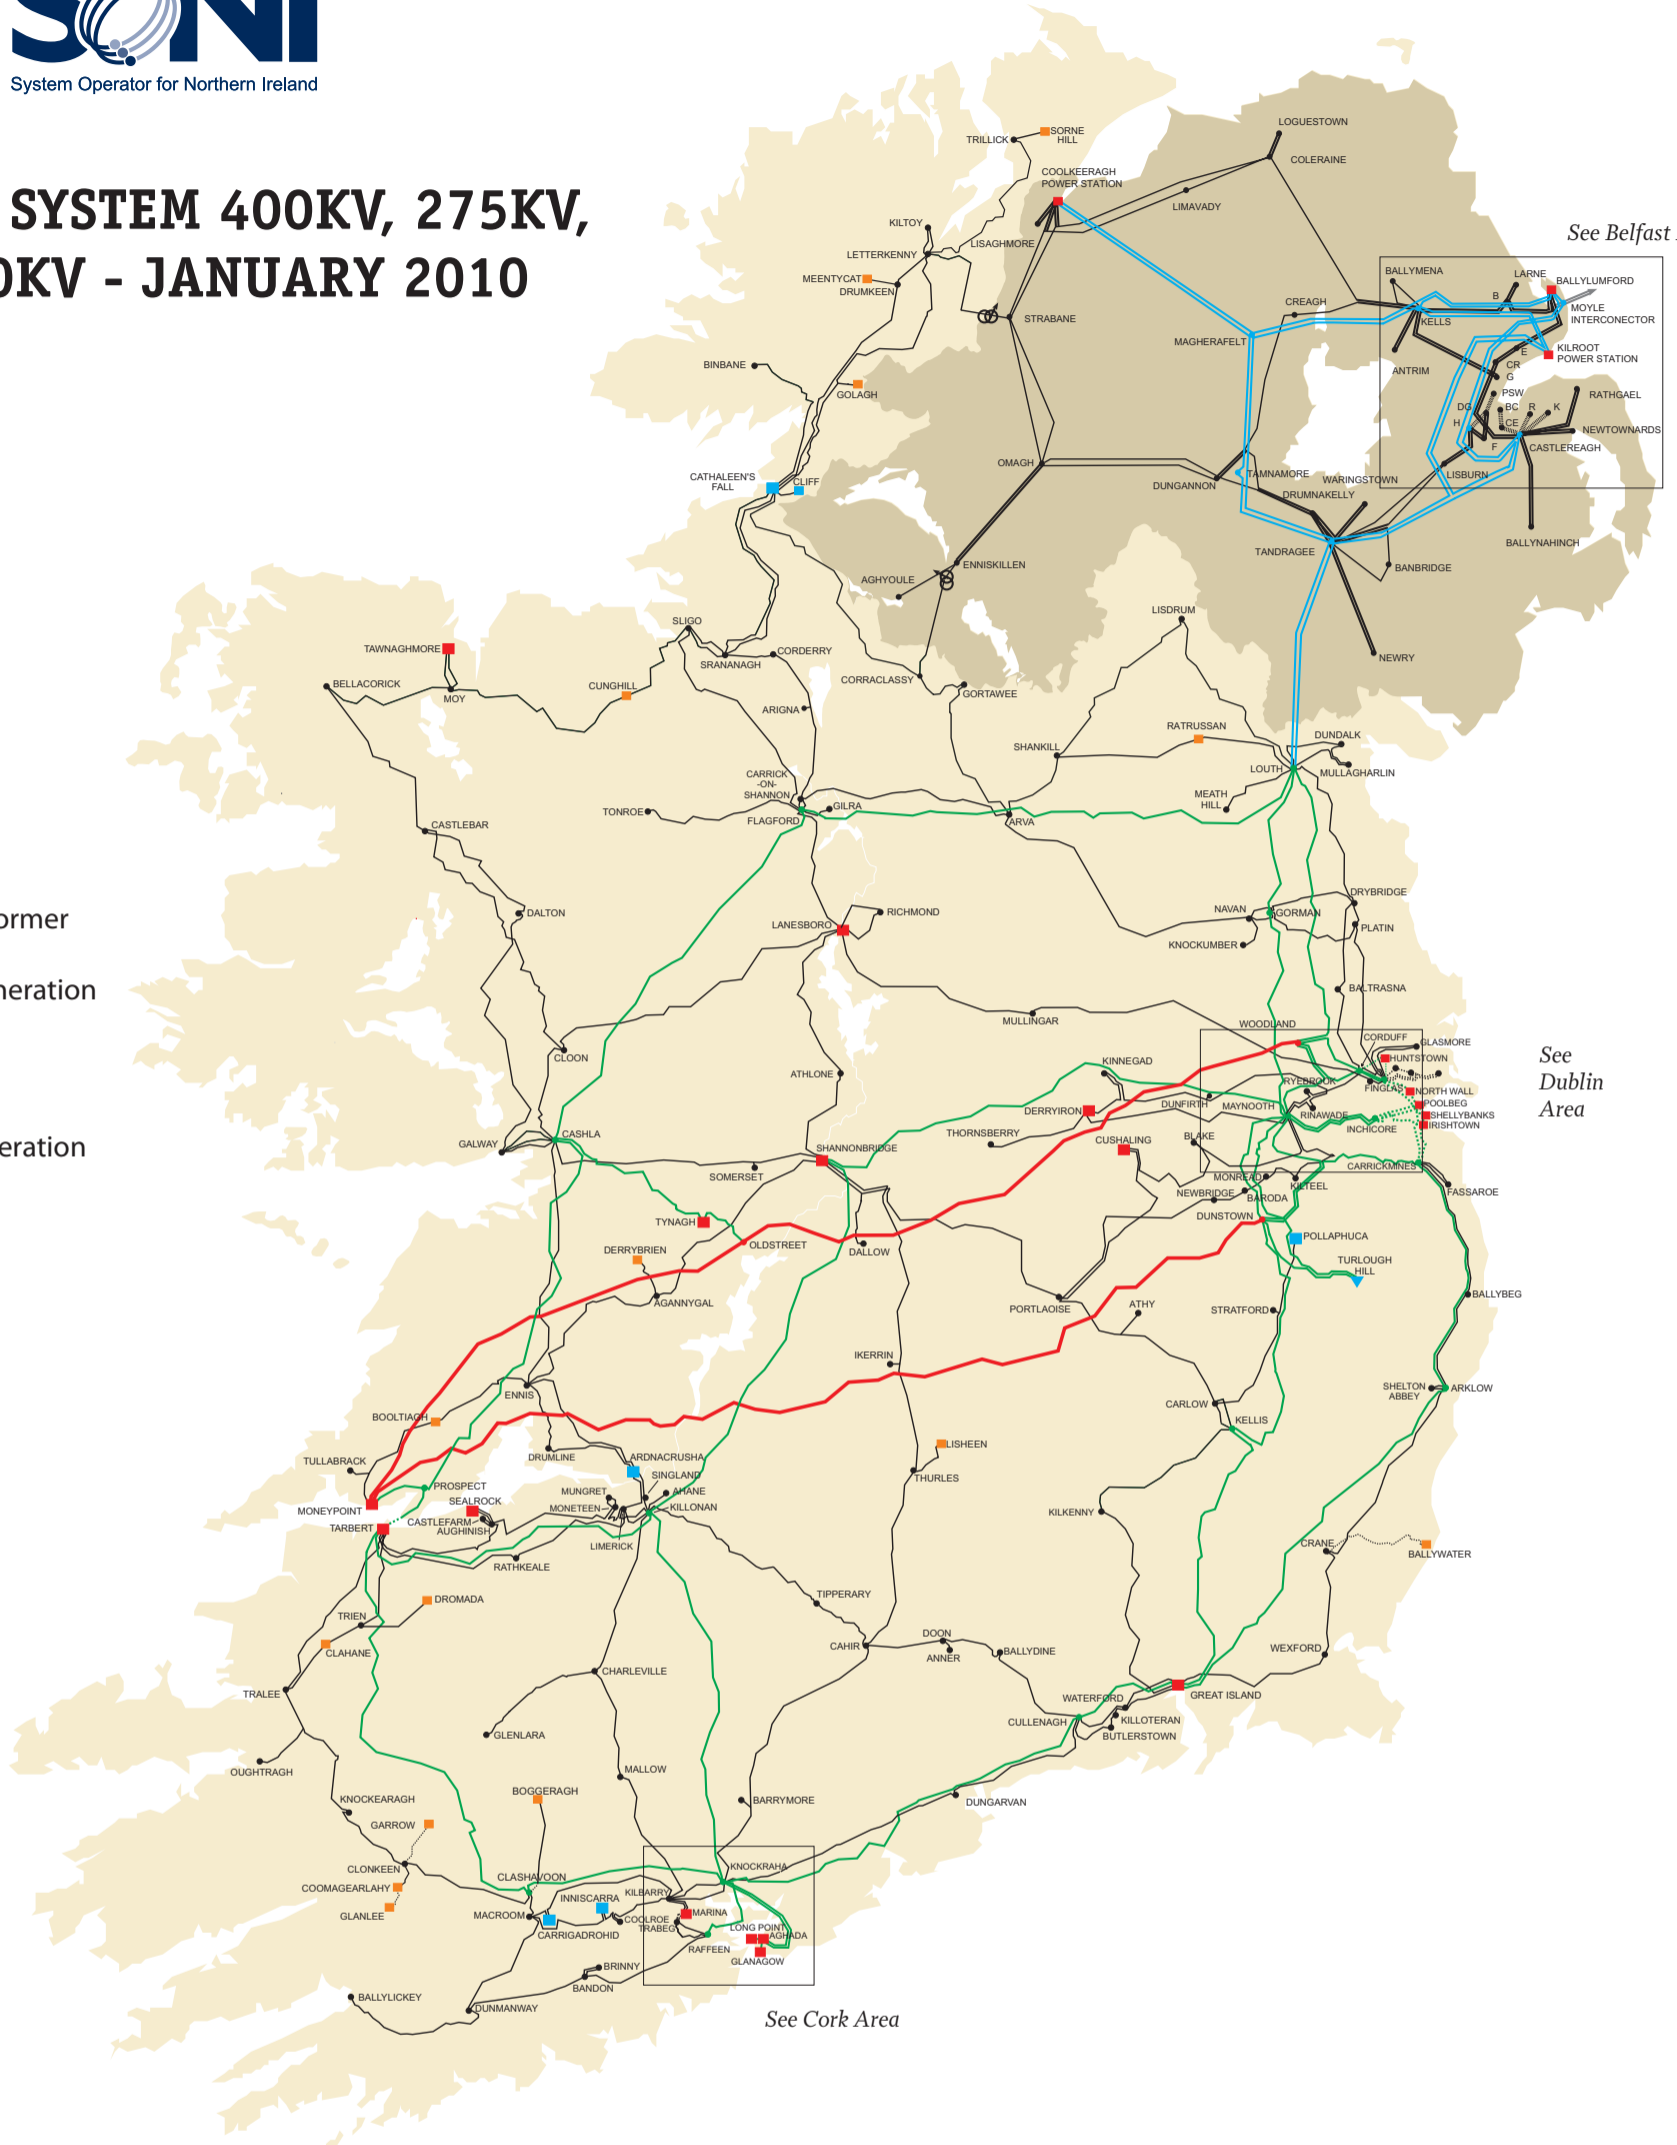 SONI
System Operator for Northern Ireland
SYSTEM 400KV, 275KV,
0KV - JANUARY 2010
SORNE
HILL
TRILLICK
LOGUESTOWN
COLERAINE
COOLKEERAGH
POWER STATION
LIMAVADY
KILTOY
LISAGHMORE
LETTERKENNY
See Belfast
MEENTYCAT
DRUMKEEN
BALLYMENA
LARNE
BALLYLUMFORD
B
CREAGH
MOYLE
INTERCONECTOR
STRABANE
KELLS
MAGHERAFELT
KILROOT
POWER STATION
E
CR
G
BINBANE
ANTRIM
GOLAGH
PSW
RATHGAEL
DG
BC
R
K
H
CE
NEWTOWNARDS
F
CASTLEREAGH
OMAGH
CATHALEEN'S
FALL
CLIFF
TAMNAMORE
LISBURN
DUNGANNON
WARINGSTOWN
DRUMNAKELLY
BALLYNAHINCH
TANDRAGEE
ENNISKILLEN
BANBRIDGE
AGHYOULE
LISDRUM
SLIGO
TAWNAGHMORE
CORDERRY
SRANANAGH
NEWRY
BELLACORICK
CUNGHILL
CORRACLASSY
GORTAWEE
MOY
ARIGNA
RATRUSSAN
DUNDALK
SHANKILL
LOUTH
MULLAGHARLIN
CARRICK
-ON-
SHANNON
MEATH
HILL
TONROE
GILRA
FLAGFORD
ARVA
CASTLEBAR
ormer
DRYBRIDGE
DALTON
RICHMOND
NAVAN
GORMAN
LANESBORO
PLATIN
KNOCKUMBER
neration
BALTRASNA
MULLINGAR
WOODLAND
CORDUFF
GLASMORE
See
Dublin
Area
CLOON
HUNTSTOWN
KINNEGAD
ATHLONE
RYEBROOK
FINGLAS
NORTH WALL
DERRYIRON
DUNFIRTH
MAYNOOTH
POOLBEG
RINAWADE
SHELLYBANKS
IRISHTOWN
INCHICORE
eration
CASHLA
GALWAY
THORNSBERRY
CUSHALING
BLAKE
SHANNONBRIDGE
CARRICKMINES
SOMERSET
MONREAD
KILTEEL
NEWBRIDGE
BARODA
FASSAROE
TYNAGH
DUNSTOWN
OLDSTREET
DALLOW
POLLAPHUCA
DERRYBRIEN
TURLOUGH
HILL
AGANNYGAL
PORTLAOISE
ATHY
STRATFORD
BALLYBEG
IKERRIN
ENNIS
SHELTON
ABBEY
ARKLOW
CARLOW
BOOLTIAGH
KELLIS
LISHEEN
DRUMLINE
ARDNACRUSHA
TULLABRACK
SINGLAND
THURLES
PROSPECT
MUNGRET
AHANE
SEALROCK
MONETEEN
KILLONAN
MONEYPOINT
CASTLEFARM
KILKENNY
TARBERT
AUGHINISH
LIMERICK
CRANE
BALLYWATER
RATHKEALE
TIPPERARY
DROMADA
TRIEN
DOON
CAHIR
CLAHANE
ANNER
BALLYDINE
WEXFORD
CHARLEVILLE
TRALEE
GREAT ISLAND
WATERFORD
GLENLARA
CULLENAGH
KILLOTERAN
BUTLERSTOWN
OUGHTRAGH
MALLOW
BOGGERAGH
KNOCKEARAGH
BARRYMORE
DUNGARVAN
GARROW
CLONKEEN
KNOCKRAHA
CLASHAVOON
COOMAGEARLAHY
INNISCARRA
KILBARRY
GLANLEE
MACROOM
MARINA
COOLROE
TRABEG
CARRIGADROHID
LONG POINT
AGHADA
RAFFEEN
GLANAGOW
BRINNY
BANDON
BALLYLICKEY
DUNMANWAY
See Cork Area